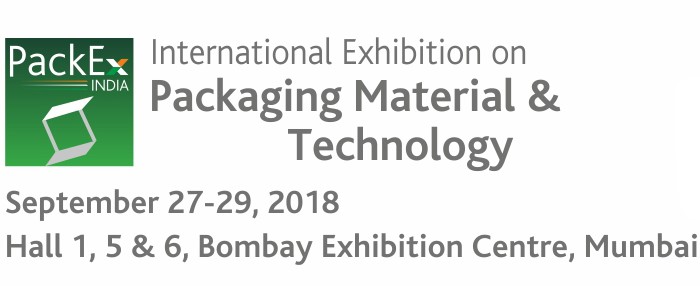 PackEx
INDIA
International Exhibition on
Packaging Material &
Technology
September 27-29, 2018
Hall 1, 5 & 6, Bombay Exhibition Centre, Mumbai